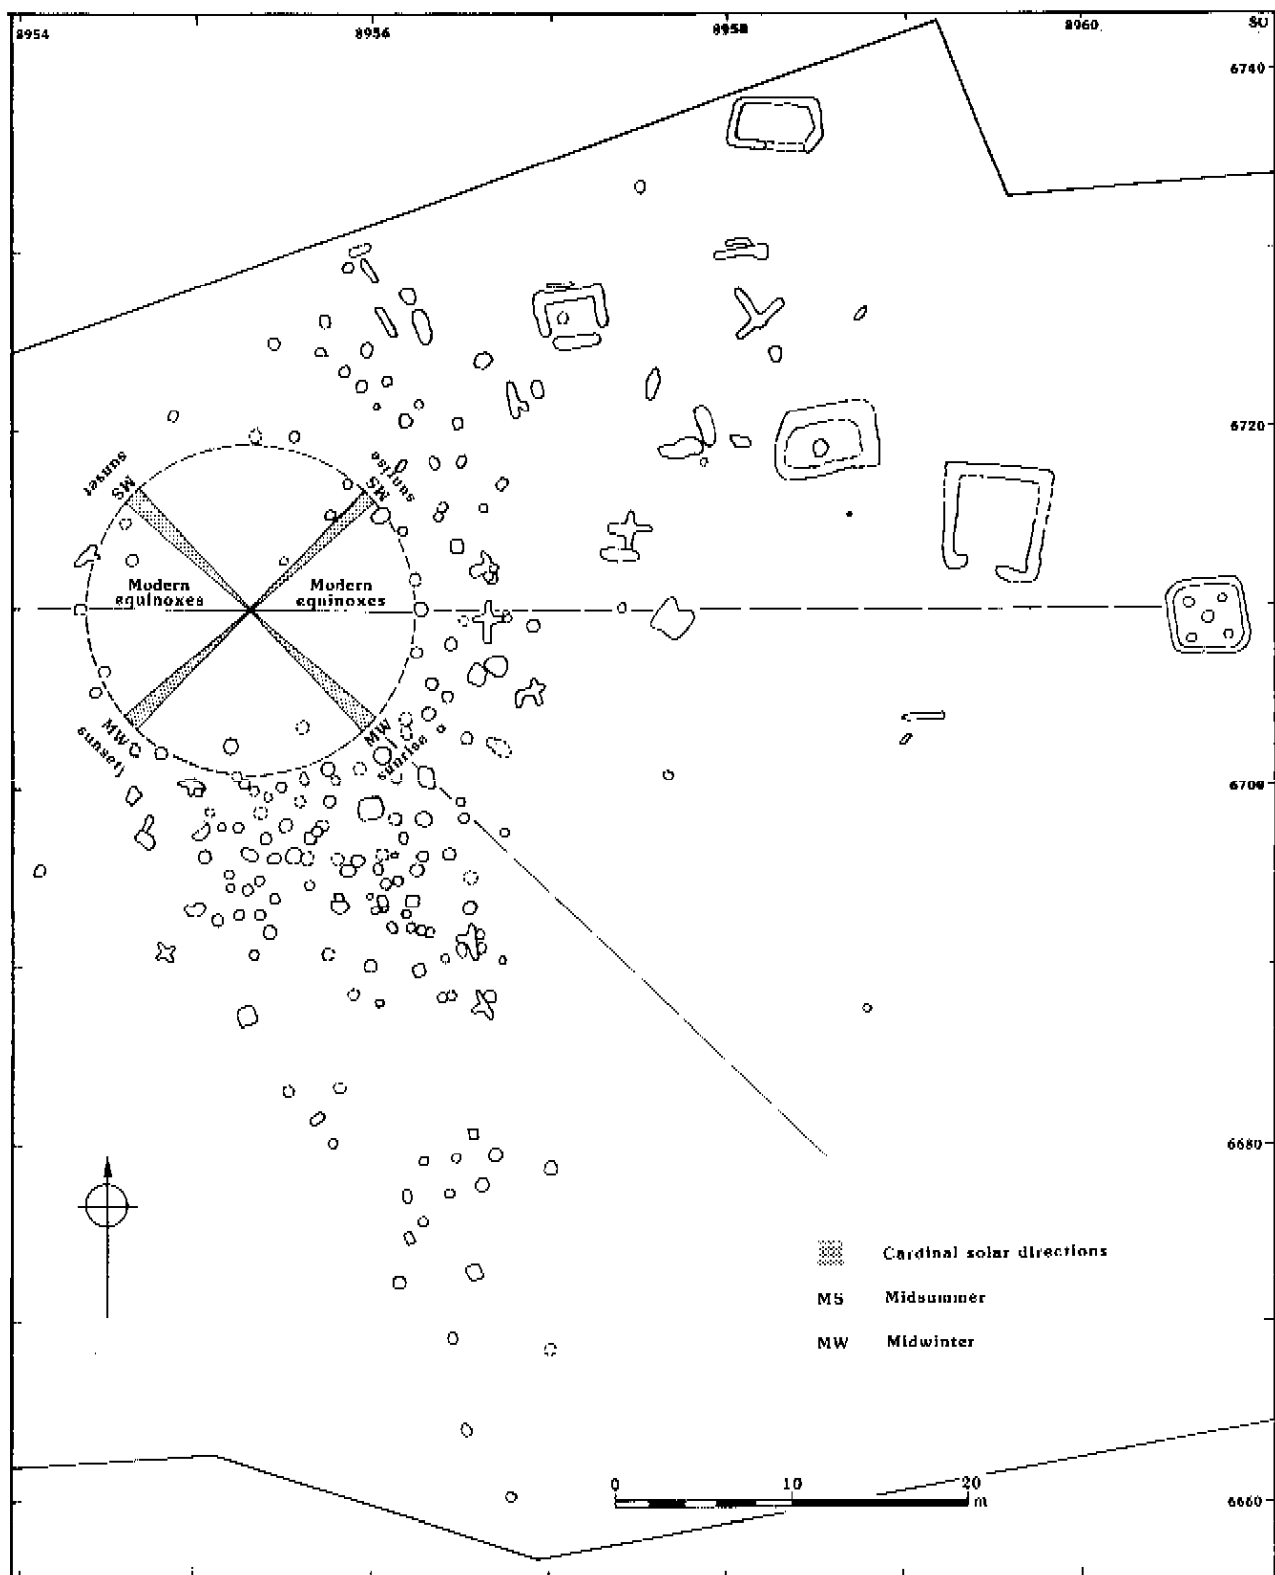 8954
8956
8958
8960
SU
6740
6720
6700
6680
6660
sunset
MS
sunrise
MS
Modern
equinoxes
Modern
equinoxes
MW
sunset
MW
sunrise
Cardinal solar directions
MS Midsummer
MW Midwinter
0 10 20
m